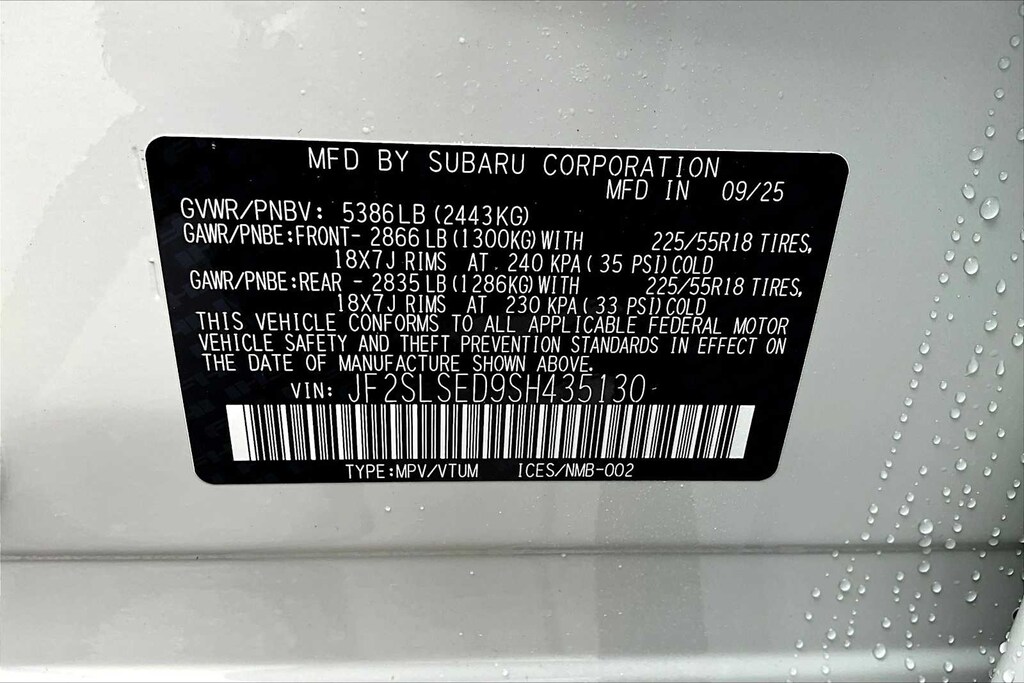 MFD BY SUBARU CORPORATION
MFD IN 09/25
GVWR/PNBV: 5386LB (2443KG)
GAWR/PNBE:FRONT- 2866 LB (1300KG) WITH 225/55R18 TIRES,
18X7J RIMS AT 240 KPA ( 35 PSI) COLD
GAWR/PNBE:REAR - 2835 LB (1286KG) WITH 225/55R18 TIRES,
18X7J RIMS AT 230 KPA ( 33 PSI) COLD
THIS VEHICLE CONFORMS TO ALL APPLICABLE FEDERAL MOTOR
VEHICLE SAFETY AND THEFT PREVENTION STANDARDS IN EFFECT ON
THE DATE OF MANUFACTURE SHOWN ABOVE.
VIN: JF2SLSED9SH435130
TYPE:MPV/VTUM ICES/NMB-002